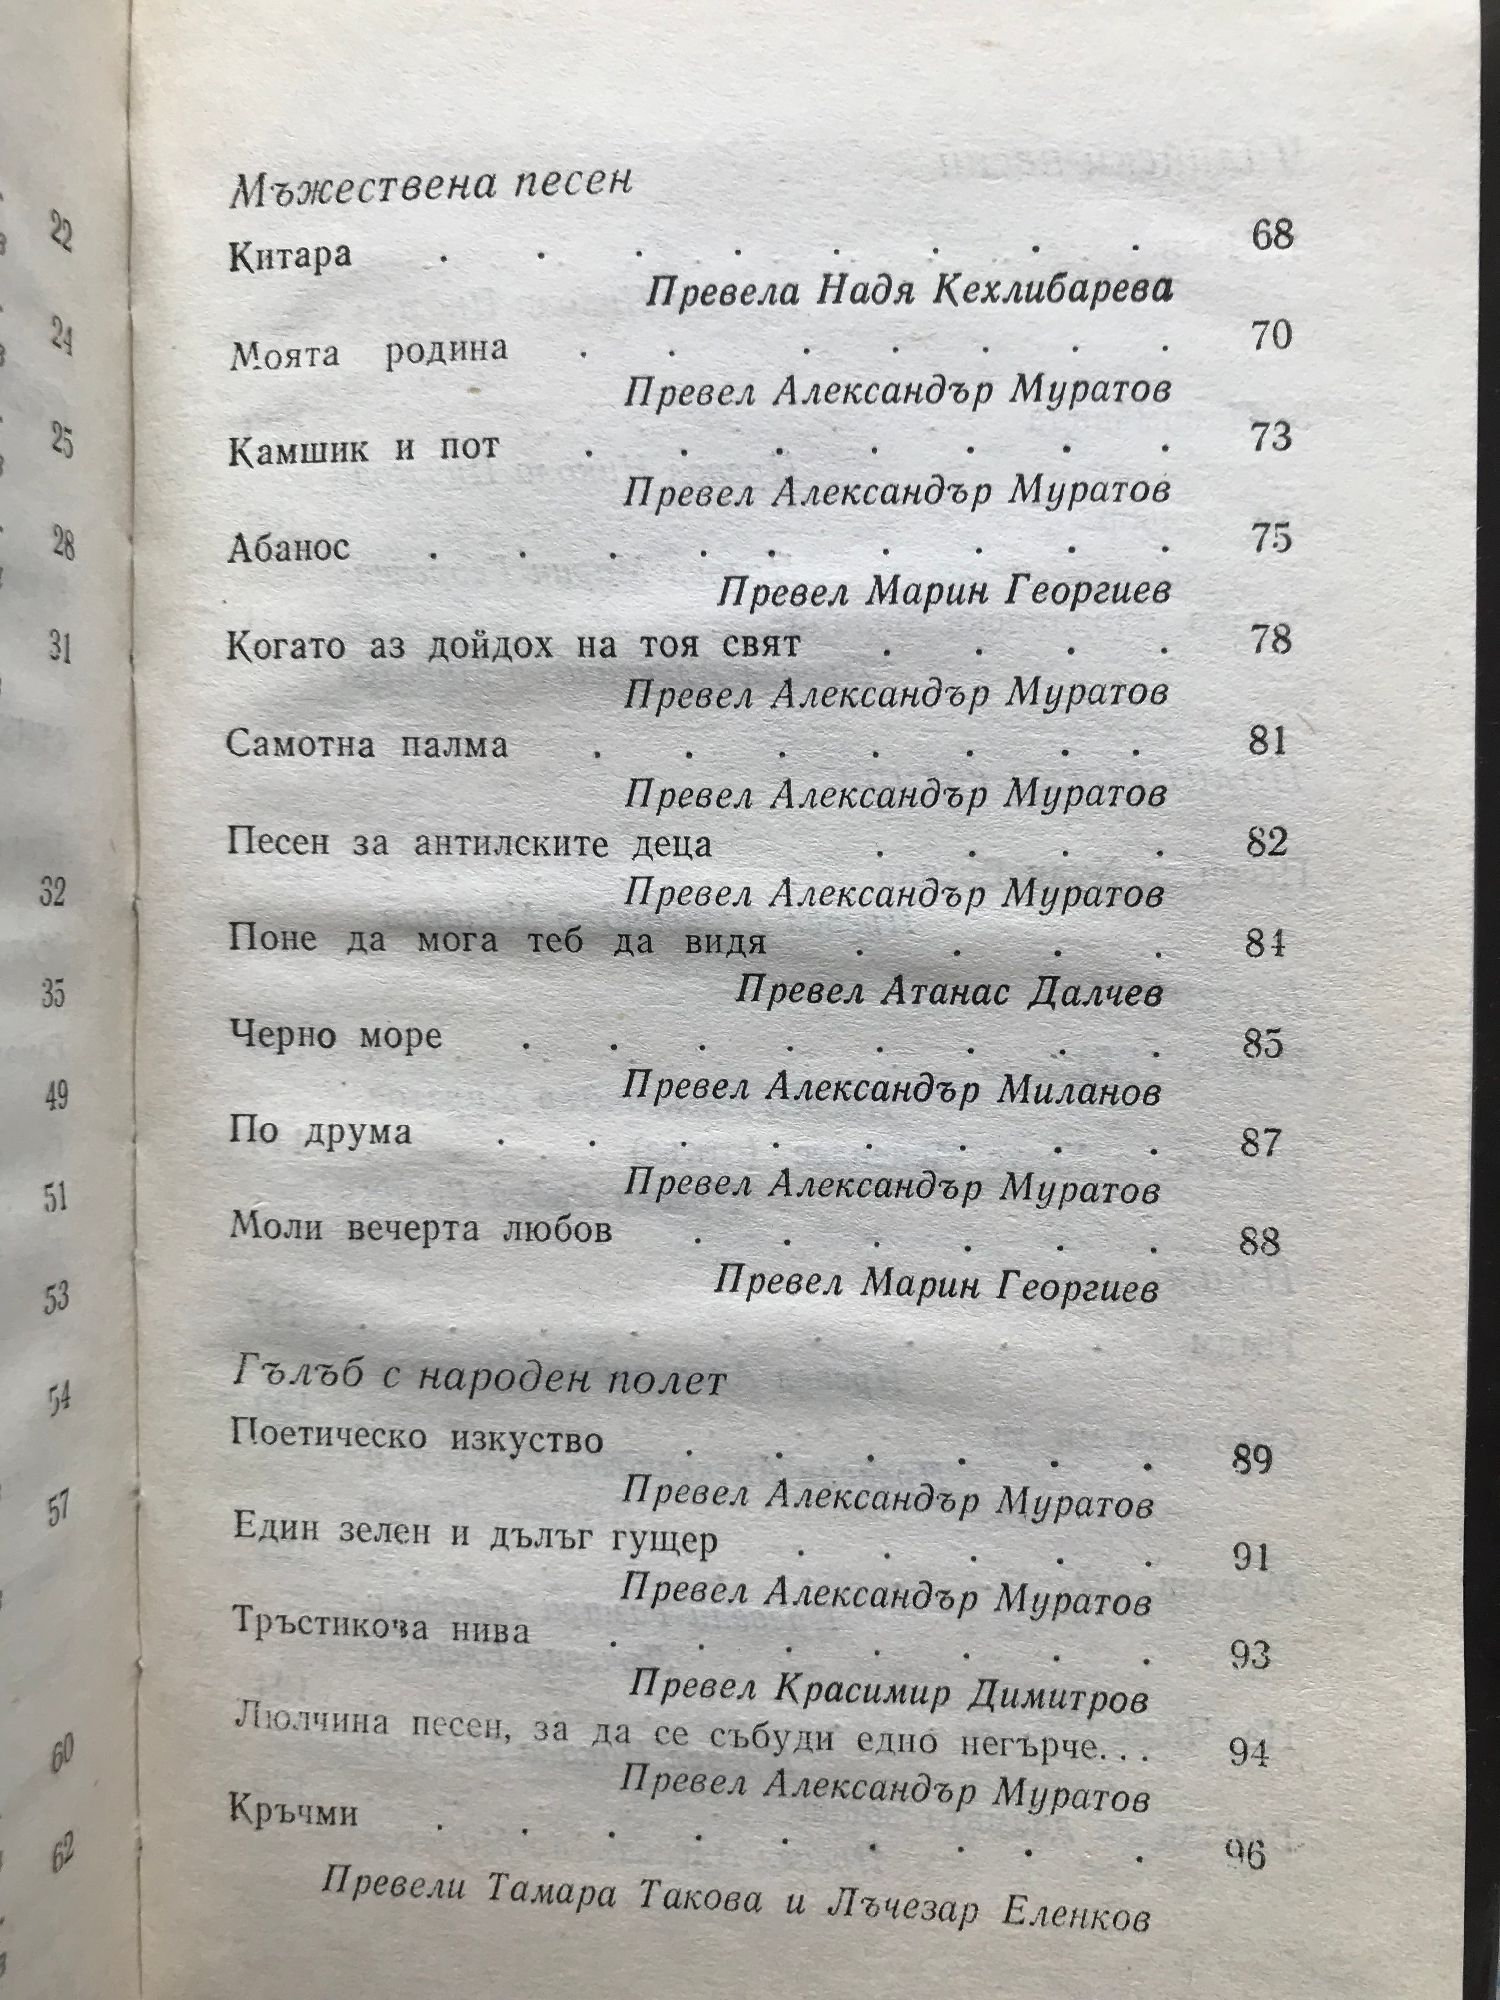 Мъжествена песен
Китара . . . . . . . . 68
Превела Надя Кехлибарева
Моята родина . . . . . . . 70
Превел Александър Муратов
Камшик и пот . . . . . . . 73
Превел Александър Муратов
Абанос . . . . . . . . . 75
Превел Марин Георгиев
Когато аз дойдох на тоя свят . . . . 78
Превел Александър Муратов
Самотна палма . . . . . . . 81
Превел Александър Муратов
Песен за антилските деца . . . . 82
Превел Александър Муратов
Поне да мога теб да видя . . . . 84
Превел Атанас Далчев
Черно море . . . . . . . . 85
Превел Александър Миланов
По друма . . . . . . . . 87
Превел Александър Муратов
Моли вечерта любов . . . . . . 88
Превел Марин Георгиев
Гълъб с народен полет
Поетическо изкуство . . . . . . 89
Превел Александър Муратов
Един зелен и дълъг гущер . . . . . 91
Превел Александър Муратов
Тръстикова нива . . . . . . . 93
Превел Красимир Димитров
Люлчина песен, за да се събуди едно негърче... 94
Превел Александър Муратов
Кръчми . . . . . . . . . 96
Превели Тамара Такова и Лъчезар Еленков
22
24
25
28
31
32
35
49
51
53
54
57
60
62